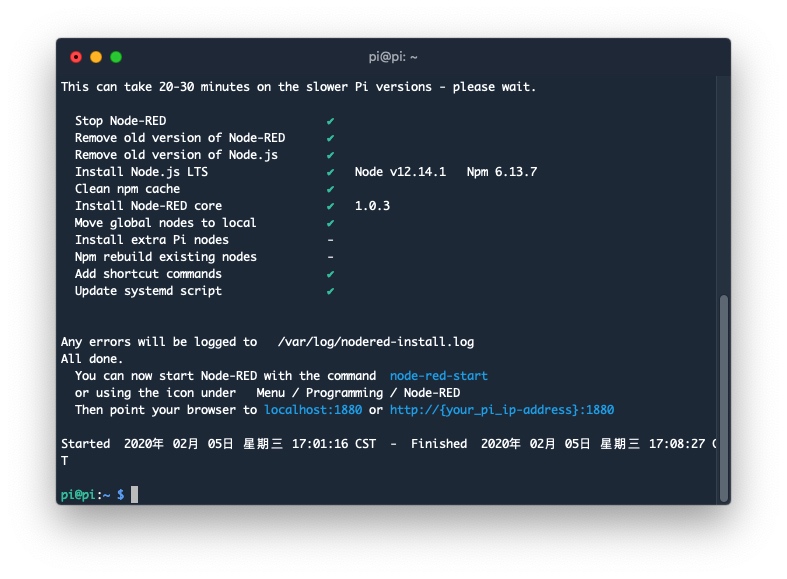 pi@pi: ~
This can take 20-30 minutes on the slower Pi versions - please wait.
Stop Node-RED ✔
Remove old version of Node-RED ✔
Remove old version of Node.js ✔
Install Node.js LTS ✔ Node v12.14.1 Npm 6.13.7
Clean npm cache ✔
Install Node-RED core ✔ 1.0.3
Move global nodes to local ✔
Install extra Pi nodes -
Npm rebuild existing nodes -
Add shortcut commands ✔
Update systemd script ✔
Any errors will be logged to /var/log/nodered-install.log
All done.
You can now start Node-RED with the command node-red-start
or using the icon under Menu / Programming / Node-RED
Then point your browser to localhost:1880 or http://{your_pi_ip-address}:1880
Started 2020年 02月 05日 星期三 17:01:16 CST - Finished 2020年 02月 05日 星期三 17:08:27
T
pi@pi:~ $